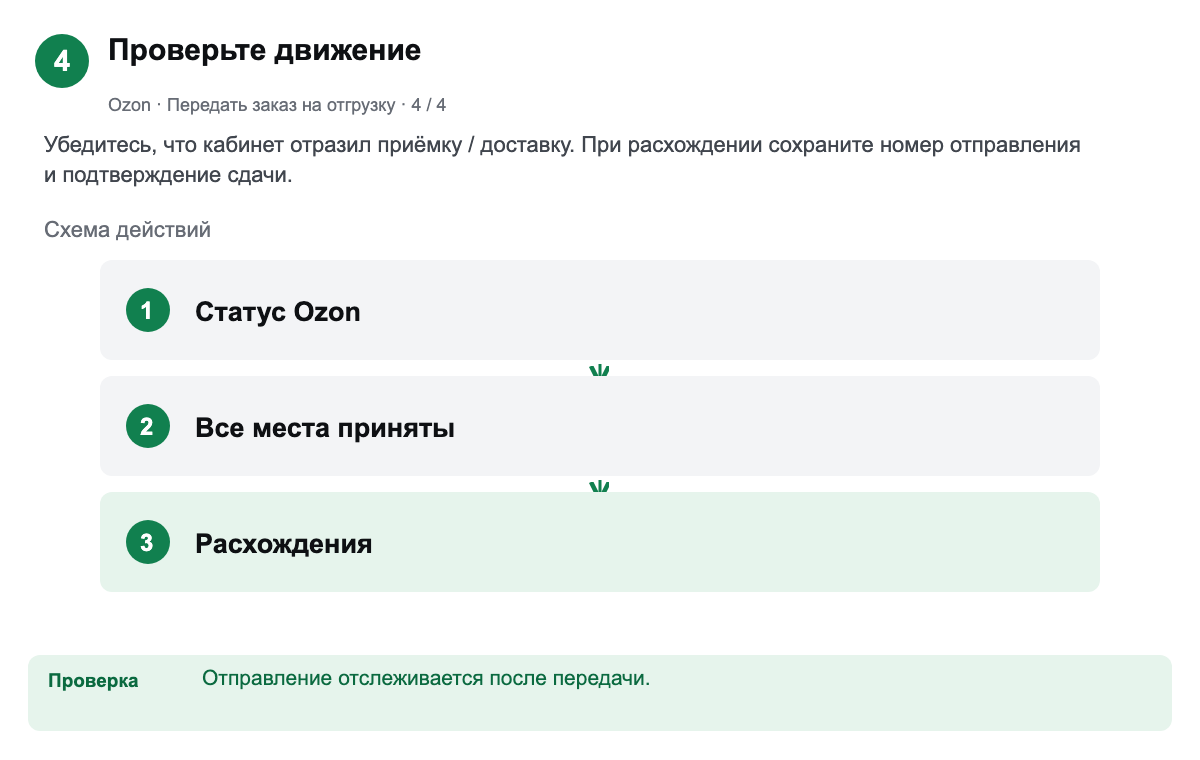 4
Проверьте движение
Ozon · Передать заказ на отгрузку · 4 / 4
Убедитесь, что кабинет отразил приёмку / доставку. При расхождении сохраните номер отправления
и подтверждение сдачи.
Схема действий
1 Статус Ozon
2 Все места приняты
3 Расхождения
Проверка Отправление отслеживается после передачи.